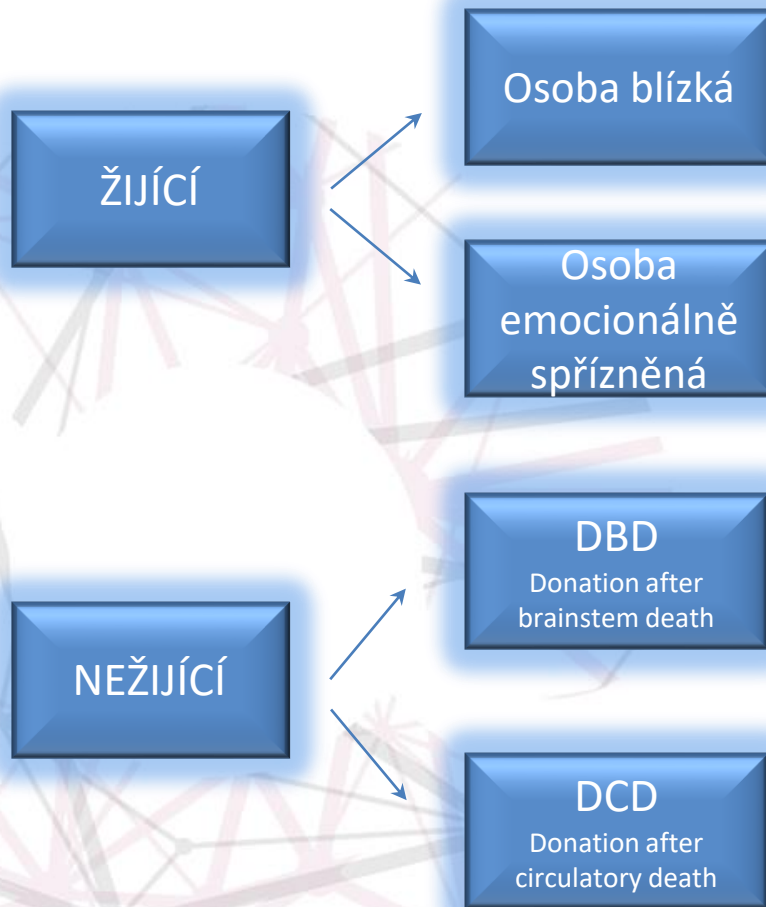 ŽIJÍCÍ
Osoba blízká
Osoba
emocionálně
spřízněná
NEŽIJÍCÍ
DBD
Donation after
brainstem death
DCD
Donation after
circulatory death